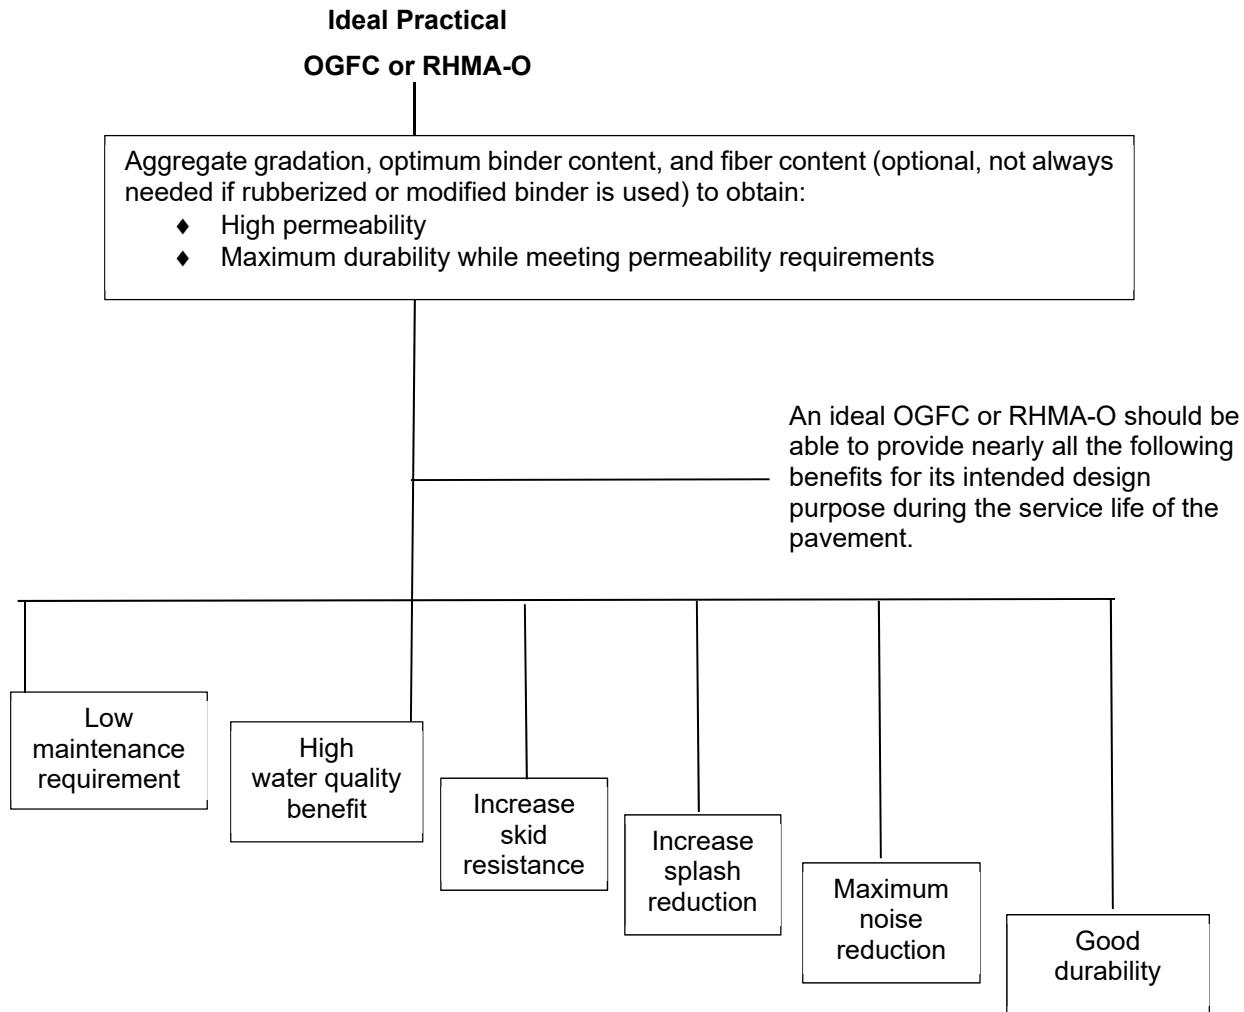 Ideal Practical
OGFC or RHMA-O
Aggregate gradation, optimum binder content, and fiber content (optional, not always
needed if rubberized or modified binder is used) to obtain:
♦ High permeability
♦ Maximum durability while meeting permeability requirements
An ideal OGFC or RHMA-O should be
able to provide nearly all the following
benefits for its intended design
purpose during the service life of the
pavement.
Low
maintenance
requirement
High
water quality
benefit
Increase
skid
resistance
Increase
splash
reduction
Maximum
noise
reduction
Good
durability